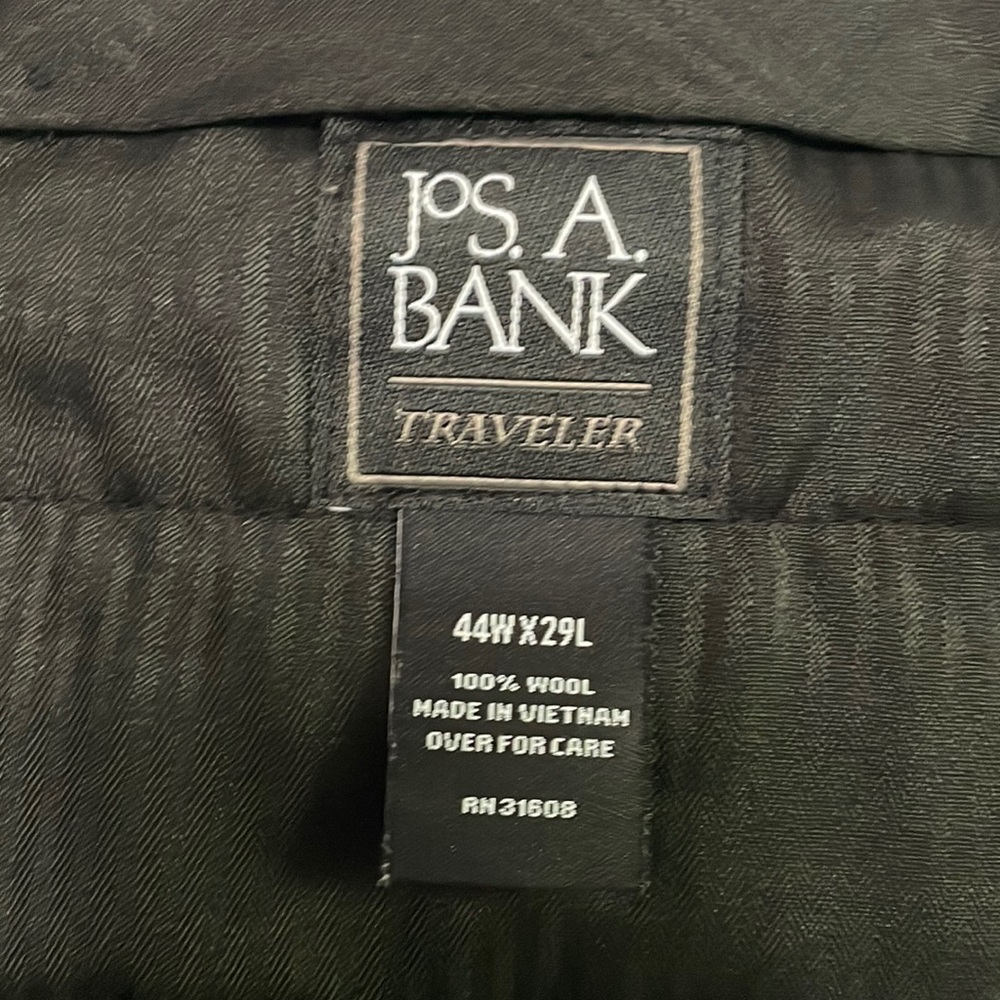 JoS. A.
BANK
TRAVELER
44W X 29L
100% WOOL
MADE IN VIETNAM
OVER FOR CARE
RN 31608